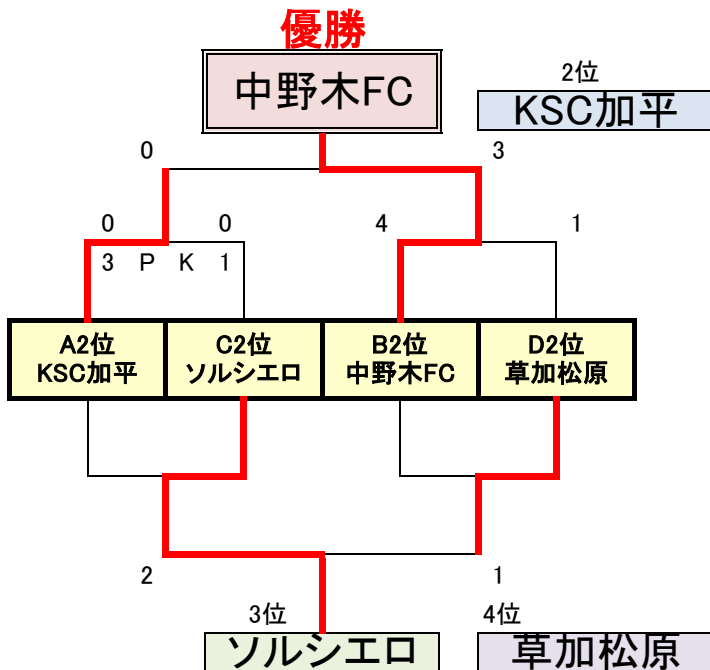 優勝
中野木FC
2位
KSC加平
0 3
0 0 4 1
3 P K 1
A2位 C2位 B2位 D2位
KSC加平 ソルシエロ 中野木FC 草加松原
2 1
3位 4位
ソルシエロ 草加松原